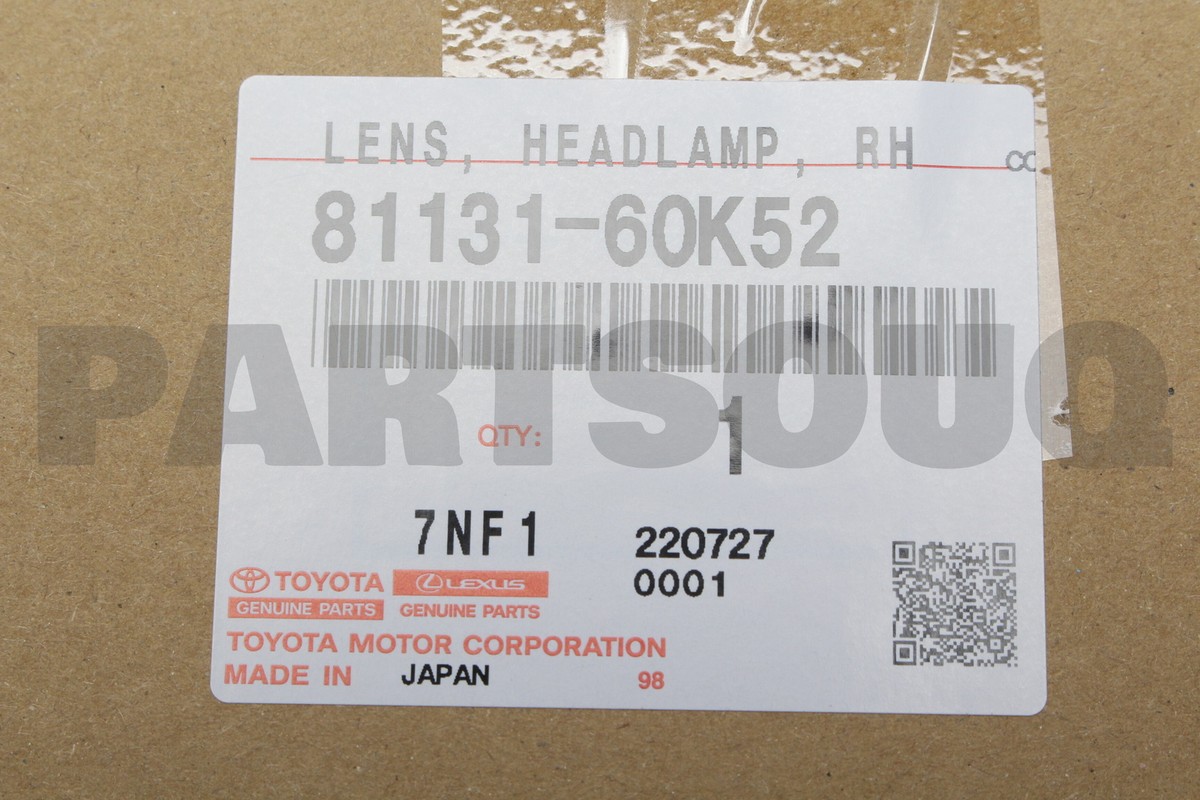 LENS, HEADLAMP, RH
81131-60K52
PARTSOUQ
QTY: 1
7NF1
220727
0001
TOYOTA
GENUINE PARTS
LEXUS
GENUINE PARTS
TOYOTA MOTOR CORPORATION
MADE IN JAPAN 98